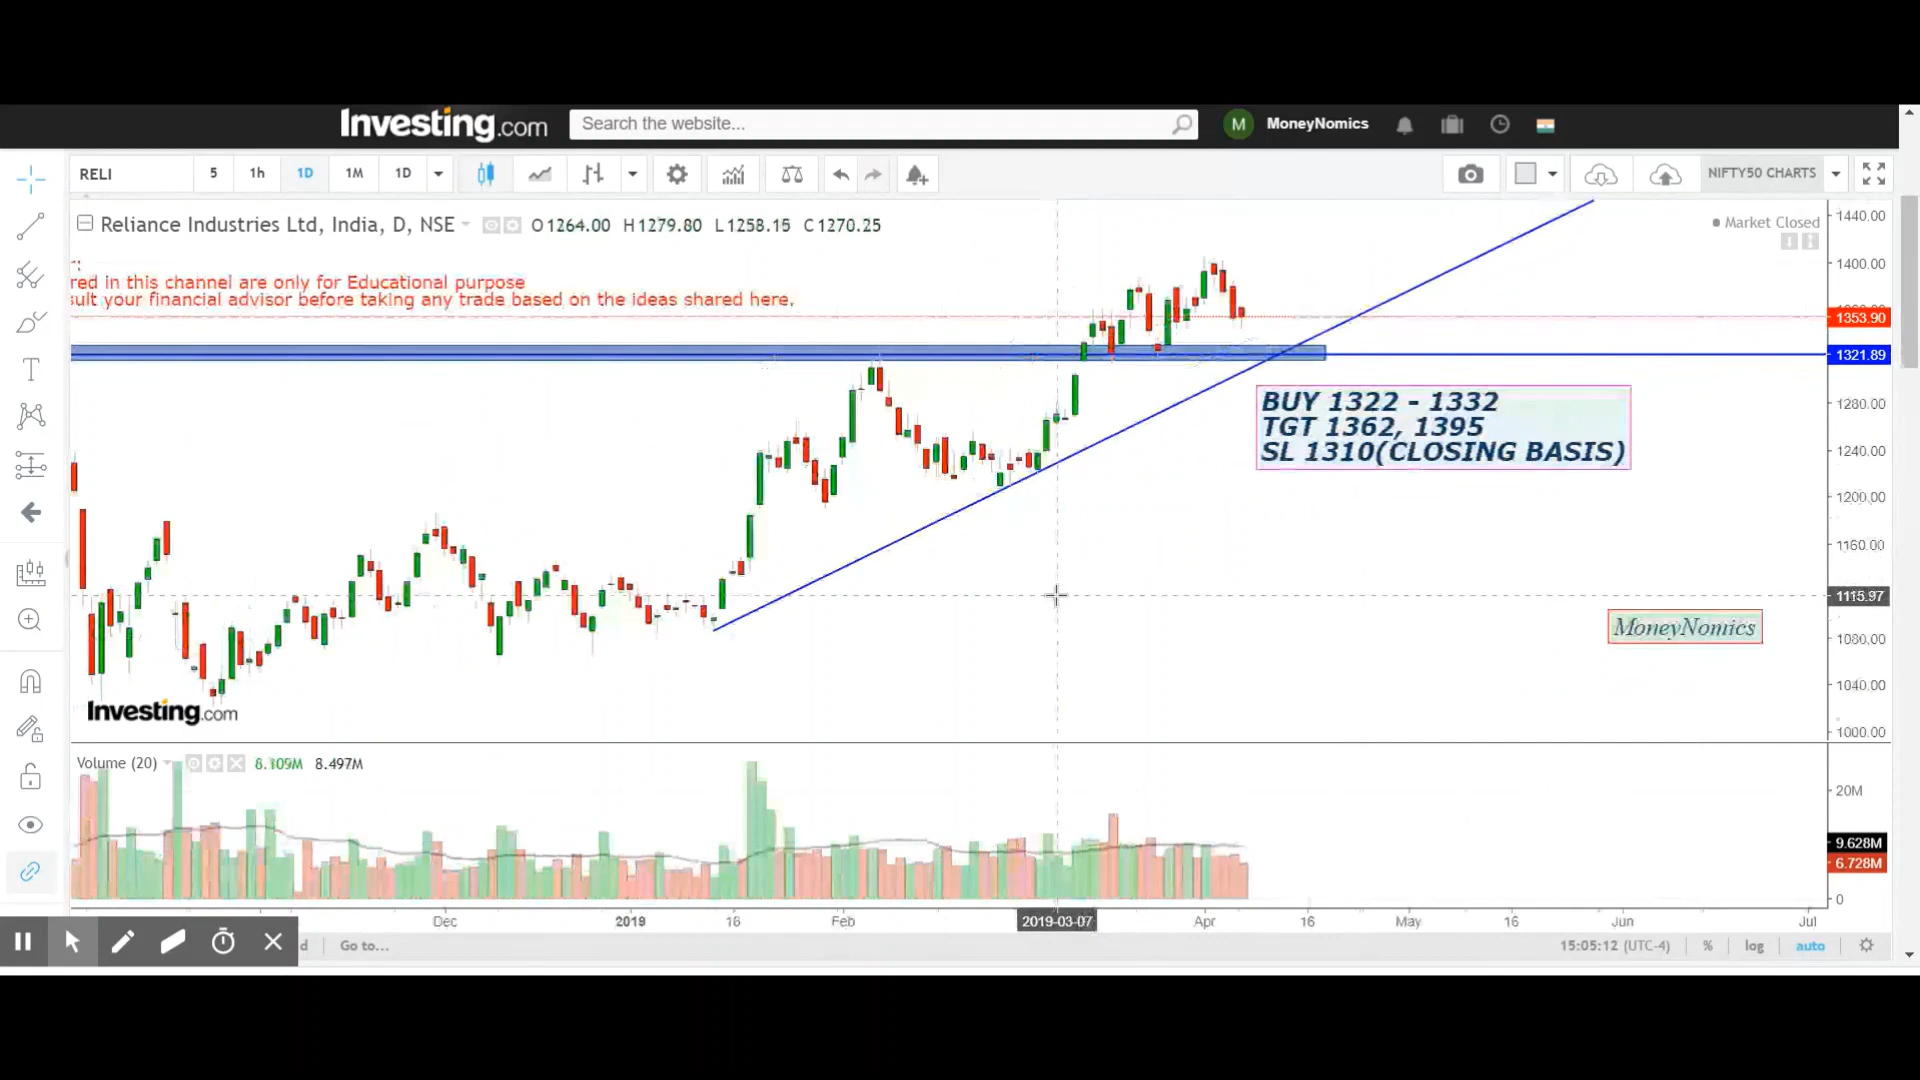 Investing.com
Search the website...
M MoneyNomics
RELI 5 1h 1D 1M 1D NIFTY50 CHARTS
Reliance Industries Ltd, India, D, NSE O1264.00 H1279.80 L1258.15 C1270.25
Market Closed
red in this channel are only for Educational purpose
sult your financial advisor before taking any trade based on the ideas shared here.
1440.00
1400.00
1353.90
1321.89
BUY 1322 - 1332
TGT 1362, 1395
SL 1310(CLOSING BASIS)
1280.00
1240.00
1200.00
1160.00
1115.97
MoneyNomics
1080.00
1040.00
1000.00
Investing.com
Volume (20) 8.109M 8.497M
20M
9.628M
6.728M
0
Dec 2019 16 Feb 2019-03-07 Apr 16 May 16 Jun Jul
d Go to... 15:05:12 (UTC-4) % log auto